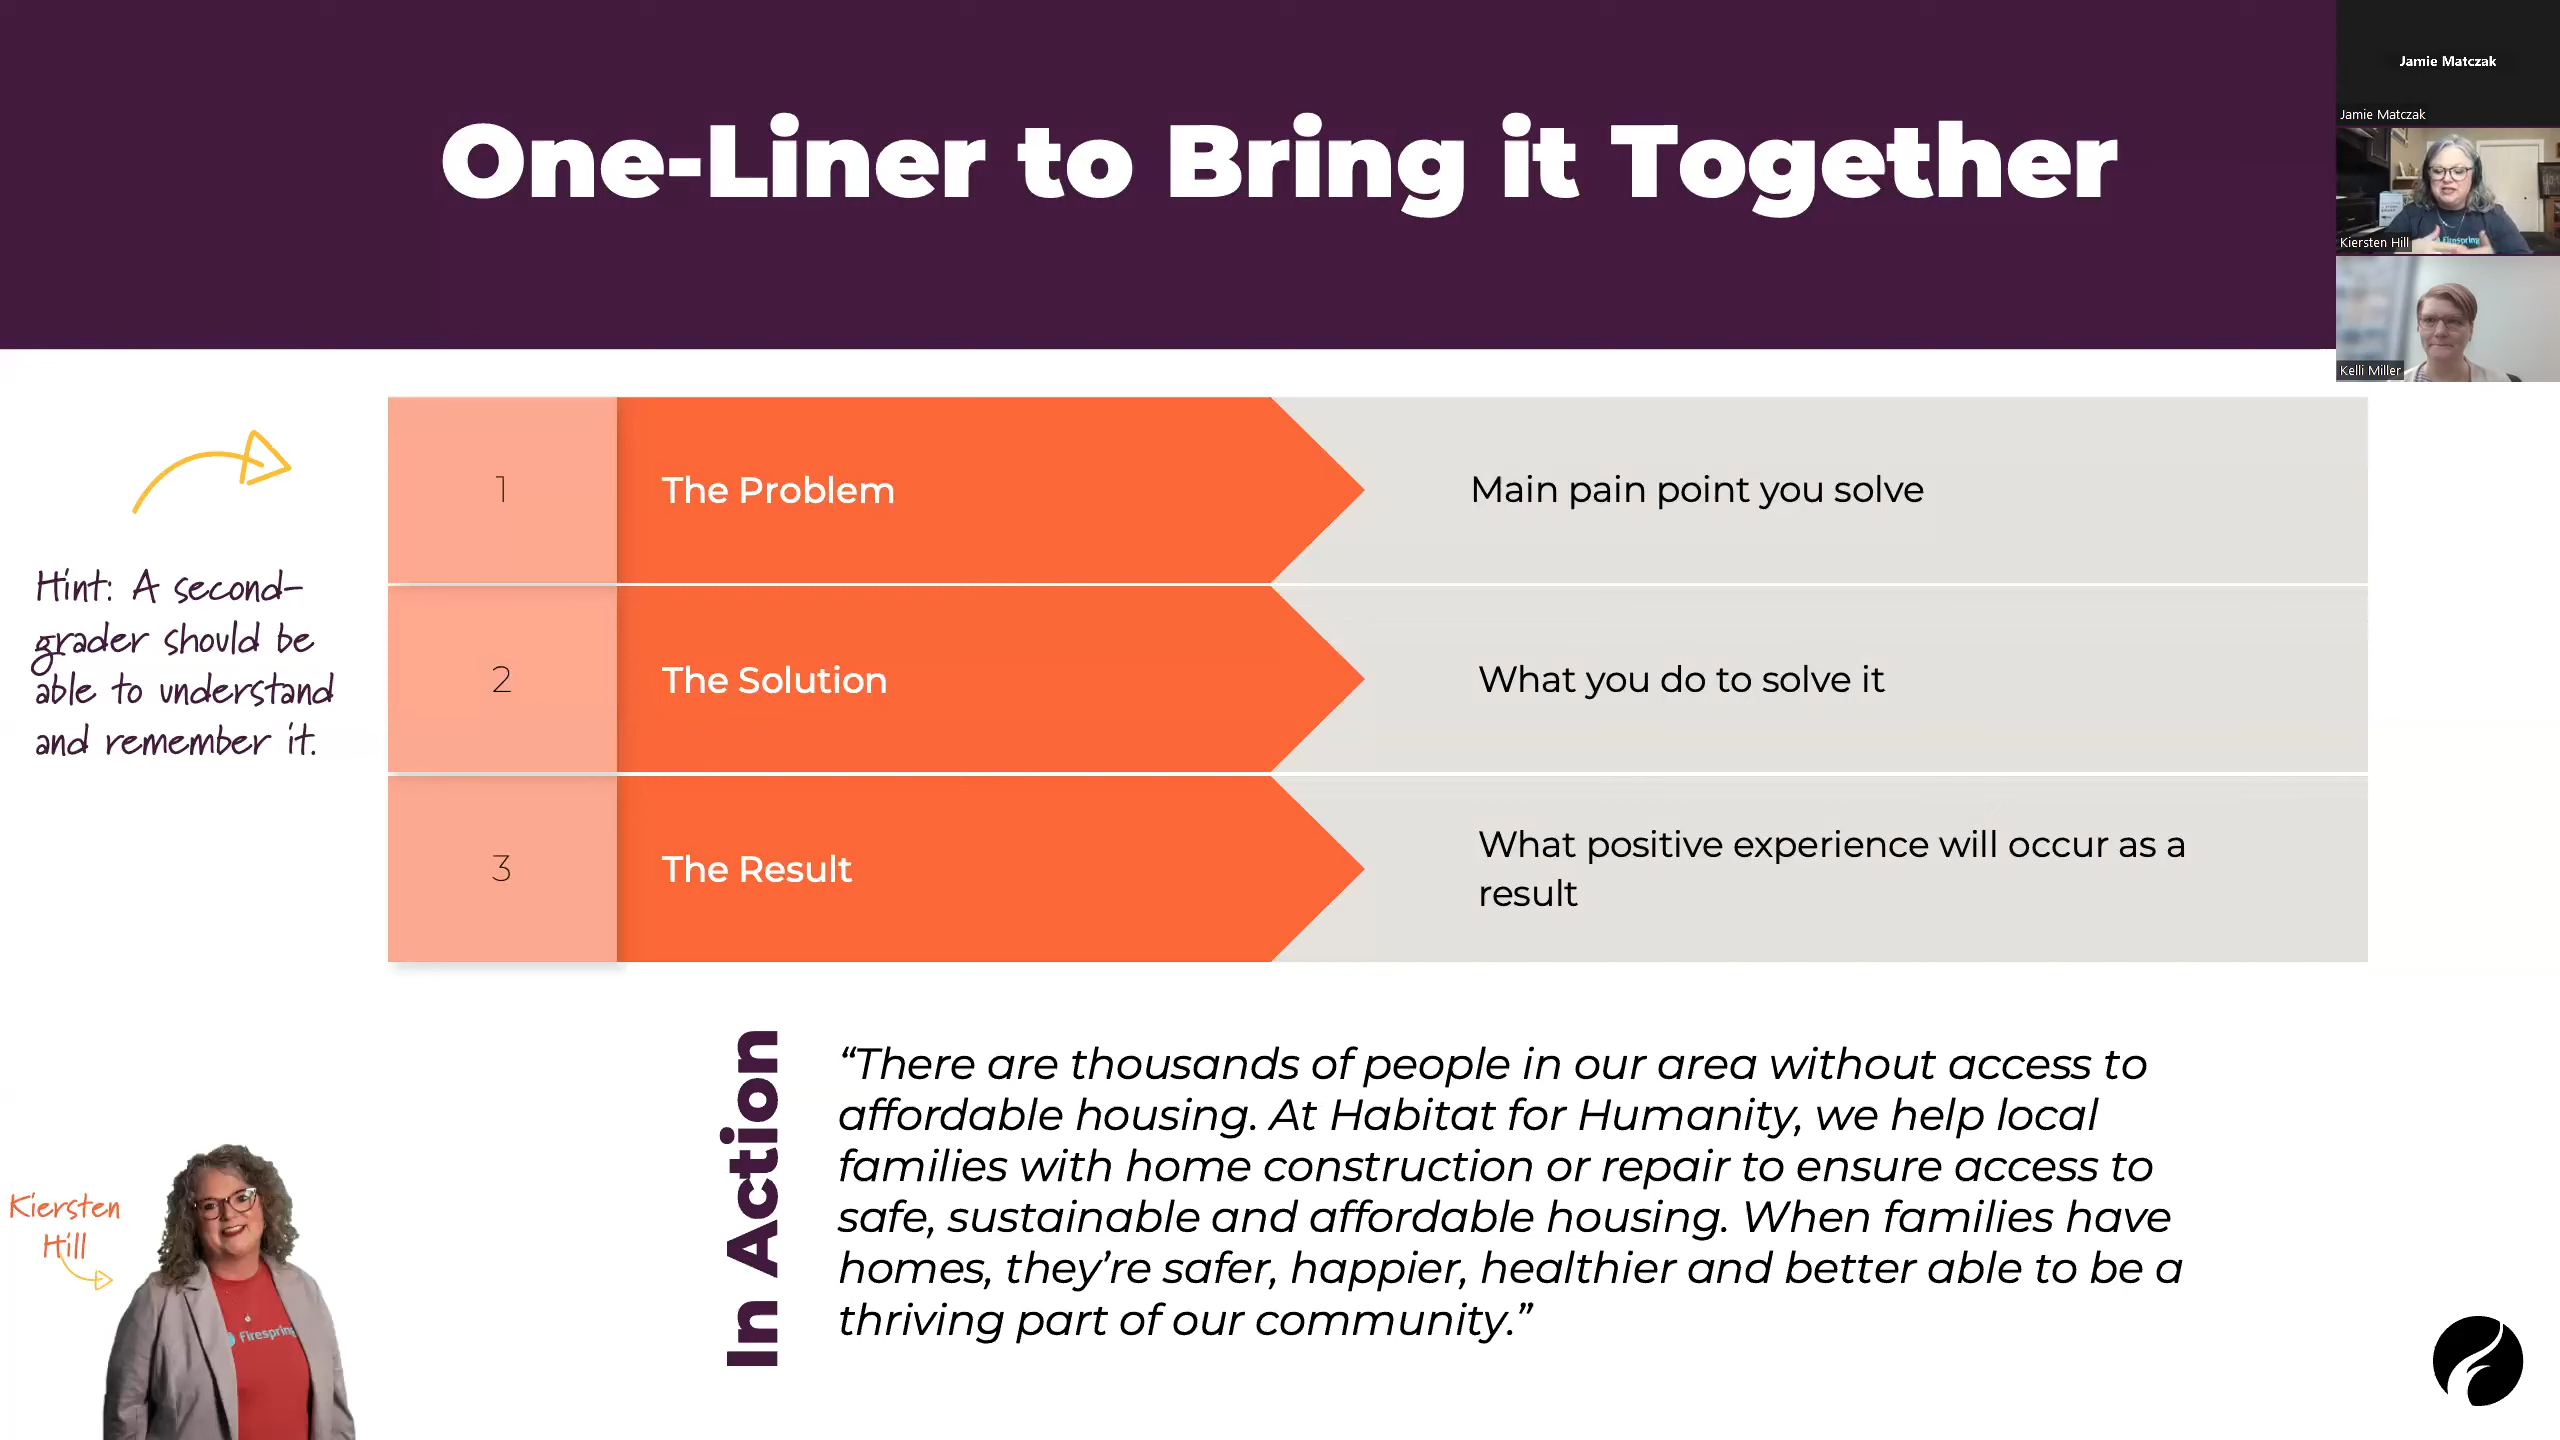 One-Liner to Bring it Together
Jamie Matczak
Jamie Matczak
Kiersten Hill
Firespring
Kelli Miller
Hint: A second-
grader should be
able to understand
and remember it.
1
The Problem
Main pain point you solve
2
The Solution
What you do to solve it
3
The Result
What positive experience will occur as a
result
In Action
“There are thousands of people in our area without access to
affordable housing. At Habitat for Humanity, we help local
families with home construction or repair to ensure access to
safe, sustainable and affordable housing. When families have
homes, they’re safer, happier, healthier and better able to be a
thriving part of our community.”
Kiersten
Hill
Firespring